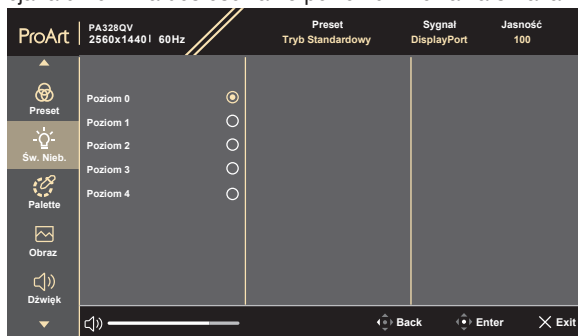 ProArt
PA328QV
2560x1440 60Hz
Preset
Tryb Standardowy
Sygnał
DisplayPort
Jasność
100
Preset
Św. Nieb.
Palette
Obraz
Dźwięk
Poziom 0
Poziom 1
Poziom 2
Poziom 3
Poziom 4
Back
Enter
Exit